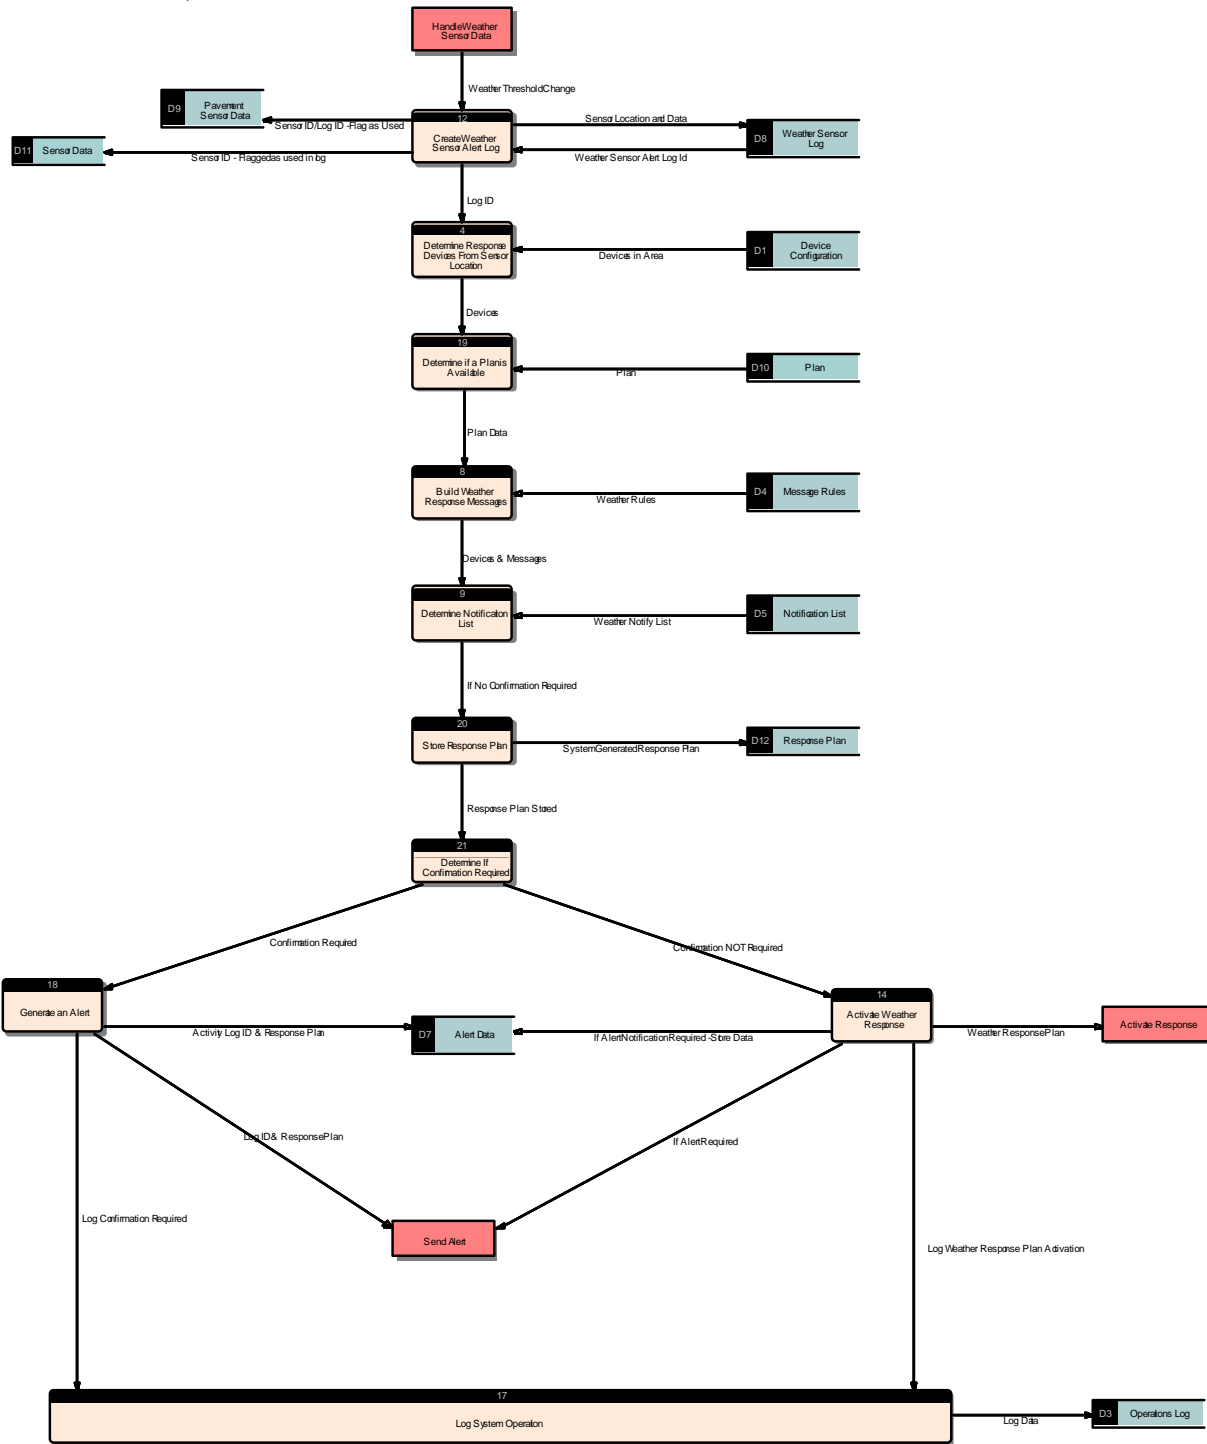 Handle Weather
Sensor Data
Weather Threshold Change
D9
Pavement
Sensor Data
Sensor ID/Log ID - Flag as Used
12
Create Weather
Sensor Alert Log
Sensor Location and Data
D8
Weather Sensor
Log
D11
Sensor Data
Sensor ID - Flagged as used in log
Weather Sensor Alert Log Id
Log ID
4
Determine Response
Devices From Sensor
Location
Devices in Area
D1
Device
Configuration
Devices
19
Determine if a Plan is
Available
Plan
D10
Plan
Plan Data
8
Build Weather
Response Messages
Weather Rules
D4
Message Rules
Devices & Messages
9
Determine Notification
List
Weather Notify List
D5
Notification List
If No Confirmation Required
20
Store Response Plan
System Generated Response Plan
D12
Response Plan
Response Plan Stored
21
Determine If
Confirmation Required
Confirmation Required
Confirmation NOT Required
18
Generate an Alert
Activity Log ID & Response Plan
D7
Alert Data
If Alert Notification Required - Store Data
14
Activate Weather
Response
Weather Response Plan
Activate Response
Log ID & Response Plan
If Alert Required
Log Confirmation Required
Send Alert
Log Weather Response Plan Activation
17
Log System Operation
Log Data
D3
Operations Log